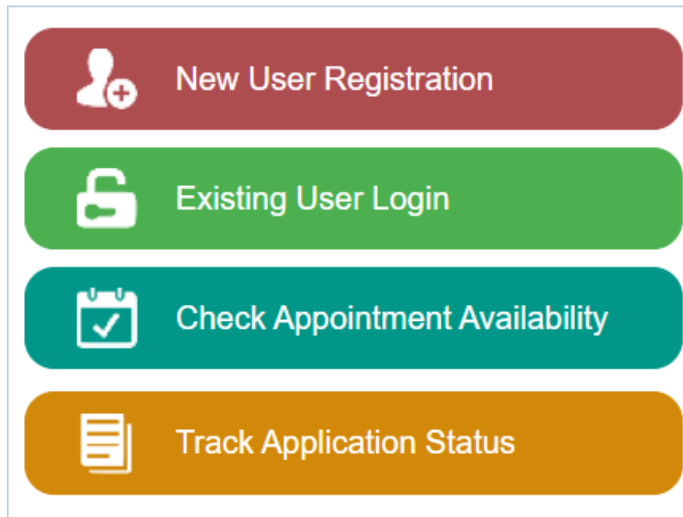 New User Registration
Existing User Login
Check Appointment Availability
Track Application Status